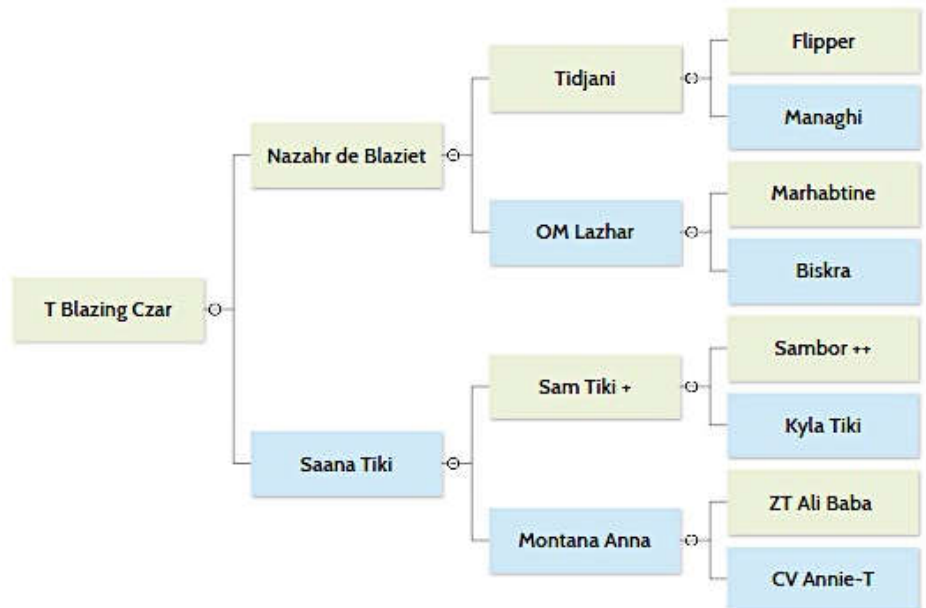 Flipper
Tidjani
Managhi
Nazahr de Blaziet
Marhabtine
OM Lazhar
Biskra
T Blazing Czar
Sambor ++
Sam Tiki +
Kyla Tiki
Saana Tiki
ZT Ali Baba
Montana Anna
CV Annie-T